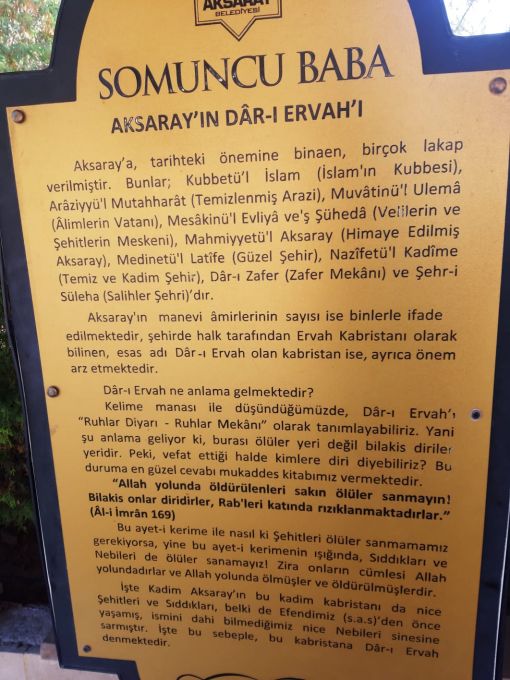 AKSARAY
BELEDİYESİ
SOMUNCU BABA
AKSARAY'IN DÂR-I ERVAH'I
Aksaray'a, tarihteki önemine binaen, birçok lakap
verilmiştir. Bunlar; Kubbetü'l İslam (İslam'ın Kubbesi),
Arâziyyü'l Mutahharât (Temizlenmiş Arazi), Muvâtinü'l Ulemâ
(Âlimlerin Vatanı), Mesâkinü'l Evliyâ ve'ş Şühedâ (Velilerin ve
Şehitlerin Meskeni), Mahmiyyetü'l Aksaray (Himaye Edilmiş
Aksaray), Medinetü'l Latîfe (Güzel Şehir), Nazîfetü'l Kadîme
(Temiz ve Kadim Şehir), Dâr-ı Zafer (Zafer Mekânı) ve Şehr-i
Süleha (Salihler Şehri)'dır.
Aksaray'ın manevi âmirlerinin sayısı ise binlerle ifade
edilmektedir, şehirde halk tarafından Ervah Kabristanı olarak
bilinen, esas adı Dâr-ı Ervah olan kabristan ise, ayrıca önem
arz etmektedir.
Dâr-ı Ervah ne anlama gelmektedir?
Kelime manası ile düşündüğümüzde, Dâr-ı Ervah'ı
"Ruhlar Diyarı - Ruhlar Mekânı" olarak tanımlayabiliriz. Yani
şu anlama geliyor ki, burası ölüler yeri değil bilakis diriler
yeridir. Peki, vefat ettiği halde kimlere diri diyebiliriz? Bu
duruma en güzel cevabı mukaddes kitabımız vermektedir.
"Allah yolunda öldürülenleri sakın ölüler sanmayın!
Bilakis onlar diridirler, Rab'leri katında rızıklanmaktadırlar."
(Âl-i İmrân 169)
Bu ayet-i kerime ile nasıl ki Şehitleri ölüler sanmamamız
gerekiyorsa, yine bu ayet-i kerimenin ışığında, Sıddıkları ve
Nebileri de ölüler sanamayız! Zira onların cümlesi Allah
yolundadırlar ve Allah yolunda ölmüşler ve öldürülmüşlerdir.
İşte Kadim Aksaray'ın bu kadim kabristanı da nice
Şehitleri ve Sıddıkları, belki de Efendimiz (s.a.s)'den önce
yaşamış, ismini dahi bilmediğimiz nice Nebileri sinesine
sarmıştır. İşte bu sebeple, bu kabristana Dâr-ı Ervah
denmektedir.